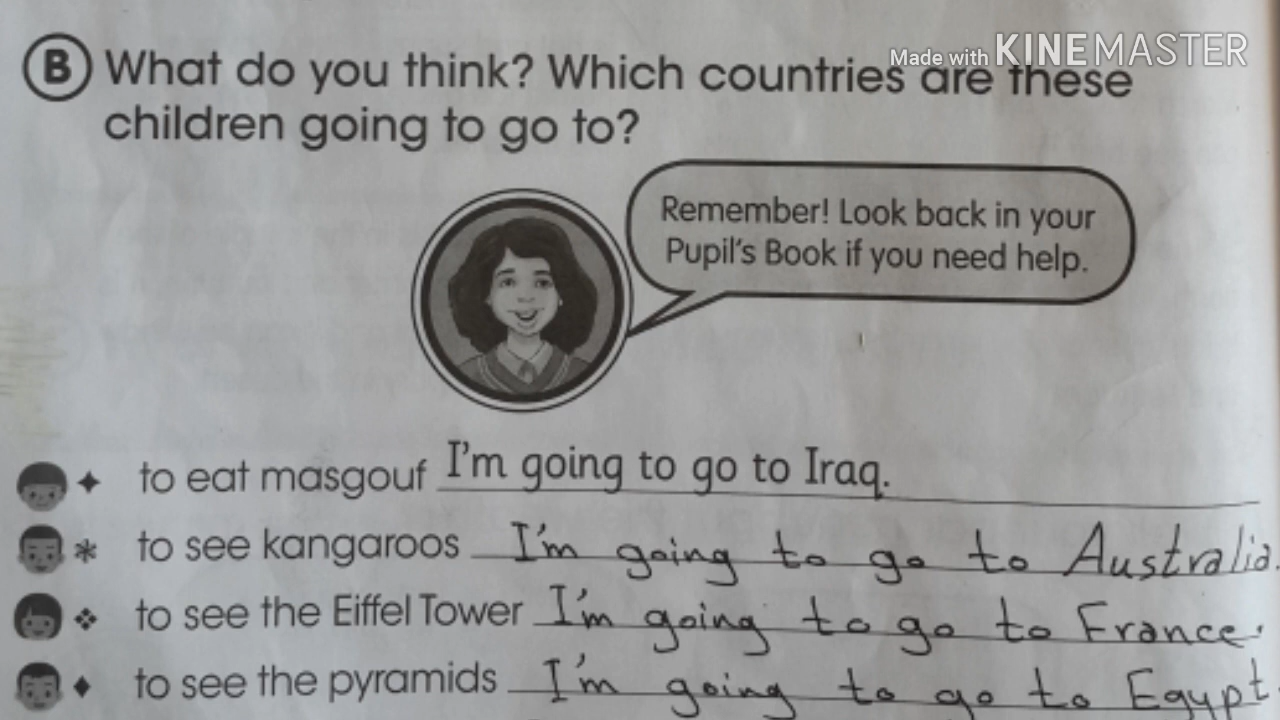 Made with KINEMASTER
B What do you think? Which countries are these
children going to go to?
Remember! Look back in your
Pupil's Book if you need help.
to eat masgouf I'm going to go to Iraq.
to see kangaroos I'm going to go to Australia.
to see the Eiffel Tower I'm going to go to France.
to see the pyramids I'm going to go to Egypt.